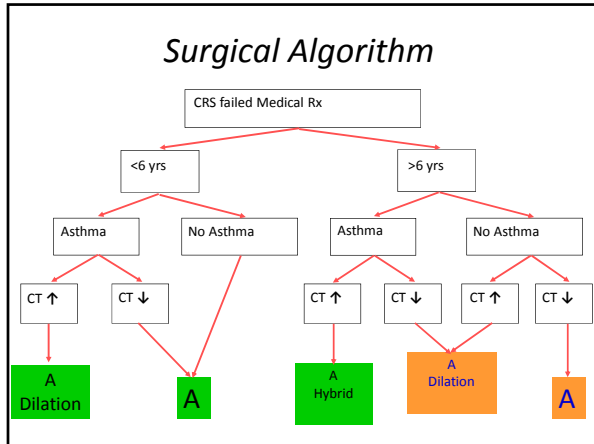 Surgical Algorithm
CRS failed Medical Rx
<6 yrs
>6 yrs
Asthma
No Asthma
Asthma
No Asthma
CT ↑
CT ↓
CT ↑
CT ↓
CT ↑
CT ↓
A
Dilation
A
A
Hybrid
A
Dilation
A